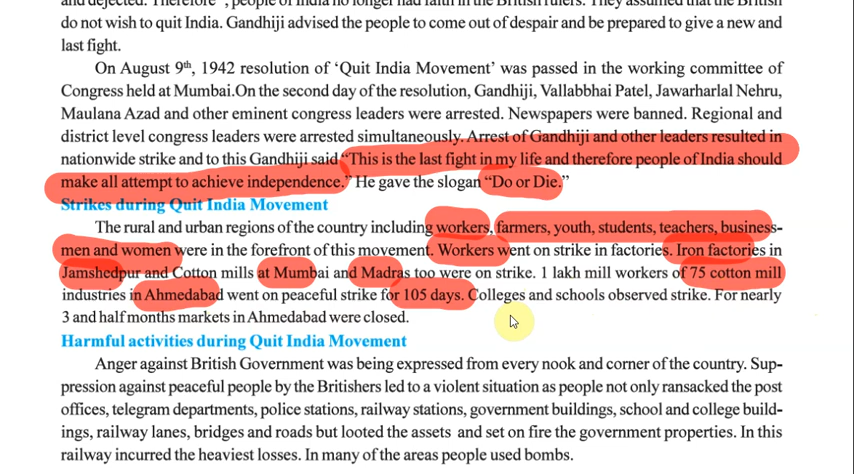 and dejected. Therefore , people of India no longer had faith in the British rulers. They assumed that the British
do not wish to quit India. Gandhiji advised the people to come out of despair and be prepared to give a new and
last fight.
On August 9th, 1942 resolution of ‘Quit India Movement’ was passed in the working committee of
Congress held at Mumbai.On the second day of the resolution, Gandhiji, Vallabbhai Patel, Jawarharlal Nehru,
Maulana Azad and other eminent congress leaders were arrested. Newspapers were banned. Regional and
district level congress leaders were arrested simultaneously. Arrest of Gandhiji and other leaders resulted in
nationwide strike and to this Gandhiji said “This is the last fight in my life and therefore people of India should
make all attempt to achieve independence.” He gave the slogan “Do or Die.”
Strikes during Quit India Movement
The rural and urban regions of the country including workers, farmers, youth, students, teachers, business-
men and women were in the forefront of this movement. Workers went on strike in factories. Iron factories in
Jamshedpur and Cotton mills at Mumbai and Madras too were on strike. 1 lakh mill workers of 75 cotton mill
industries in Ahmedabad went on peaceful strike for 105 days. Colleges and schools observed strike. For nearly
3 and half months markets in Ahmedabad were closed.
Harmful activities during Quit India Movement
Anger against British Government was being expressed from every nook and corner of the country. Sup-
pression against peaceful people by the Britishers led to a violent situation as people not only ransacked the post
offices, telegram departments, police stations, railway stations, government buildings, school and college build-
ings, railway lanes, bridges and roads but looted the assets and set on fire the government properties. In this
railway incurred the heaviest losses. In many of the areas people used bombs.